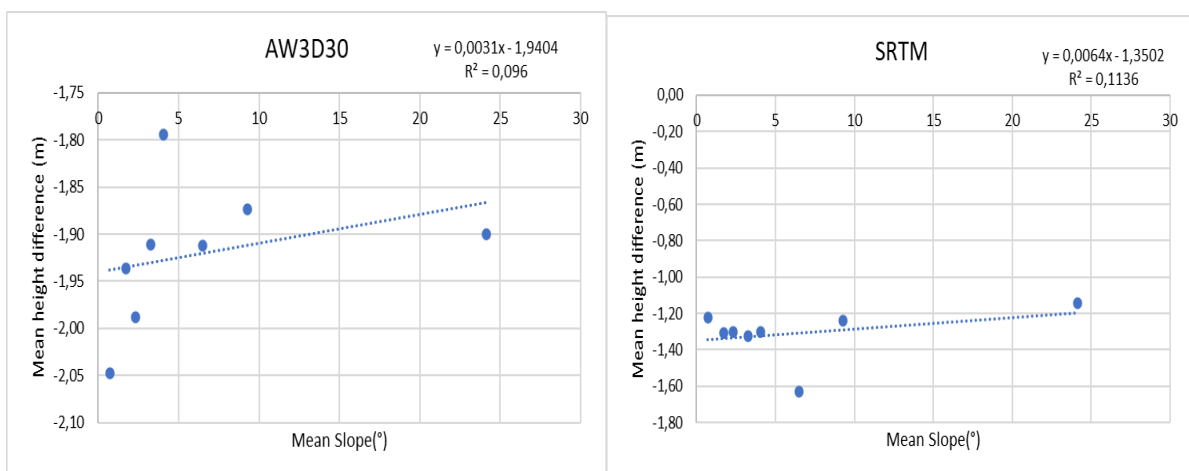 AW3D30
y = 0,0031x - 1,9404
R² = 0,096
-1,75
0 5 10 15 20 25 30
-1,80
-1,85
-1,90
-1,95
-2,00
-2,05
-2,10
Mean height difference (m)
Mean Slope(°)
SRTM
y = 0,0064x - 1,3502
R² = 0,1136
0,00
0 5 10 15 20 25 30
-0,20
-0,40
-0,60
-0,80
-1,00
-1,20
-1,40
-1,60
-1,80
Mean height difference (m)
Mean Slope(°)